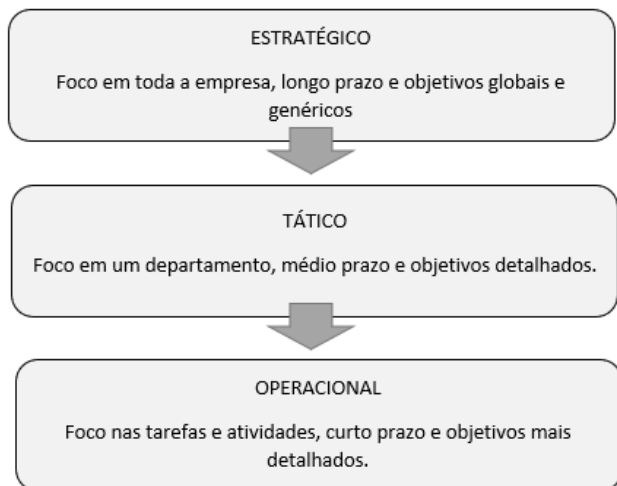 ESTRATÉGICO
Foco em toda a empresa, longo prazo e objetivos globais e
genéricos
TÁTICO
Foco em um departamento, médio prazo e objetivos detalhados.
OPERACIONAL
Foco nas tarefas e atividades, curto prazo e objetivos mais
detalhados.